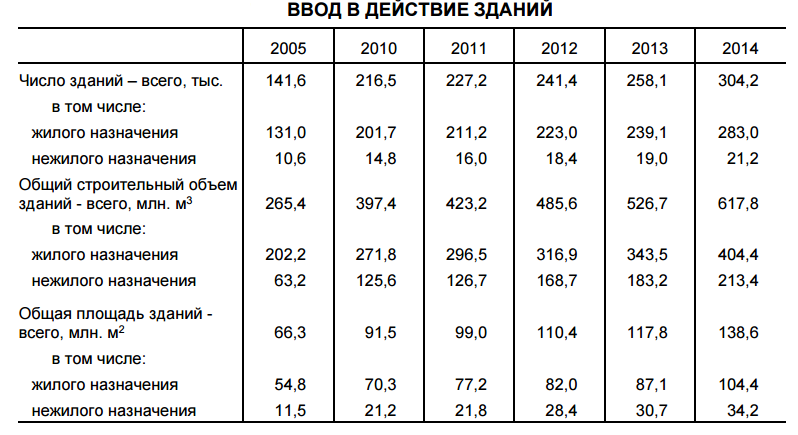 ВВОД В ДЕЙСТВИЕ ЗДАНИЙ
2005 2010 2011 2012 2013 2014
Число зданий – всего, тыс. 141,6 216,5 227,2 241,4 258,1 304,2
в том числе:
жилого назначения 131,0 201,7 211,2 223,0 239,1 283,0
нежилого назначения 10,6 14,8 16,0 18,4 19,0 21,2
Общий строительный объем
зданий - всего, млн. м³ 265,4 397,4 423,2 485,6 526,7 617,8
в том числе:
жилого назначения 202,2 271,8 296,5 316,9 343,5 404,4
нежилого назначения 63,2 125,6 126,7 168,7 183,2 213,4
Общая площадь зданий -
всего, млн. м² 66,3 91,5 99,0 110,4 117,8 138,6
в том числе:
жилого назначения 54,8 70,3 77,2 82,0 87,1 104,4
нежилого назначения 11,5 21,2 21,8 28,4 30,7 34,2